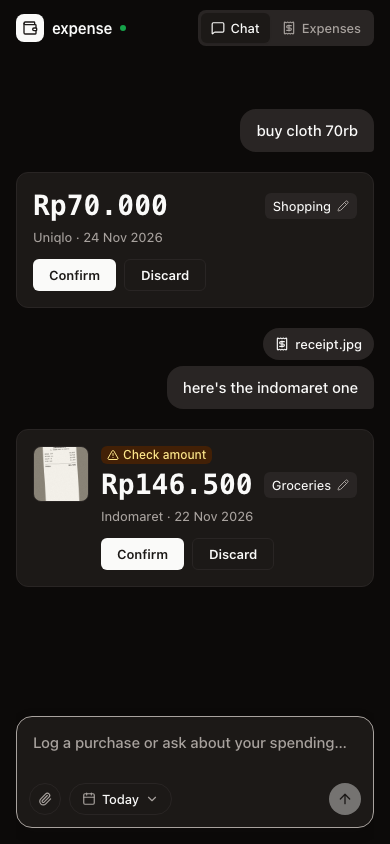 expense
Chat
Expenses
buy cloth 70rb
Rp70.000
Shopping
Uniqlo · 24 Nov 2026
Confirm
Discard
receipt.jpg
here's the indomaret one
Check amount
Rp146.500
Groceries
Indomaret · 22 Nov 2026
Confirm
Discard
Log a purchase or ask about your spending...
Today